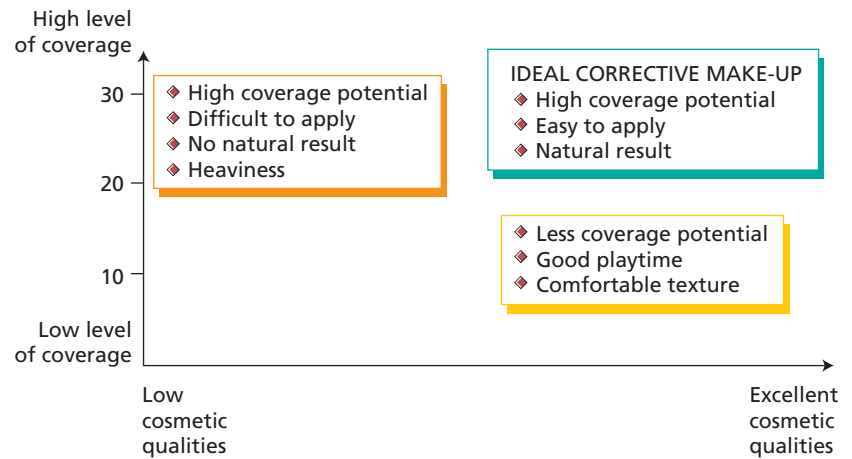 High level
of coverage
30
20
10
Low level
of coverage
High coverage potential
Difficult to apply
No natural result
Heaviness
IDEAL CORRECTIVE MAKE-UP
High coverage potential
Easy to apply
Natural result
Less coverage potential
Good playtime
Comfortable texture
Low
cosmetic
qualities
Excellent
cosmetic
qualities